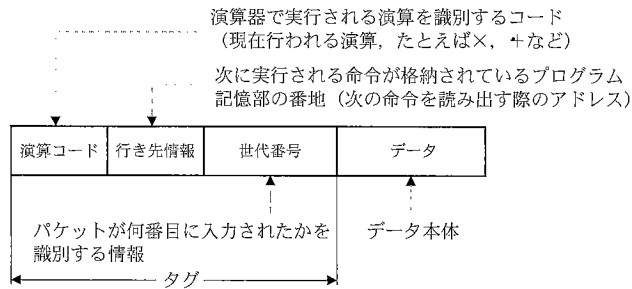 演算器で実行される演算を識別するコード
（現在行われる演算，たとえば×，＋など）
次に実行される命令が格納されているプログラム
記憶部の番地（次の命令を読み出す際のアドレス）
演算コード
行き先情報
世代番号
データ
パケットが何番目に入力されたかを
識別する情報
データ本体
タグ